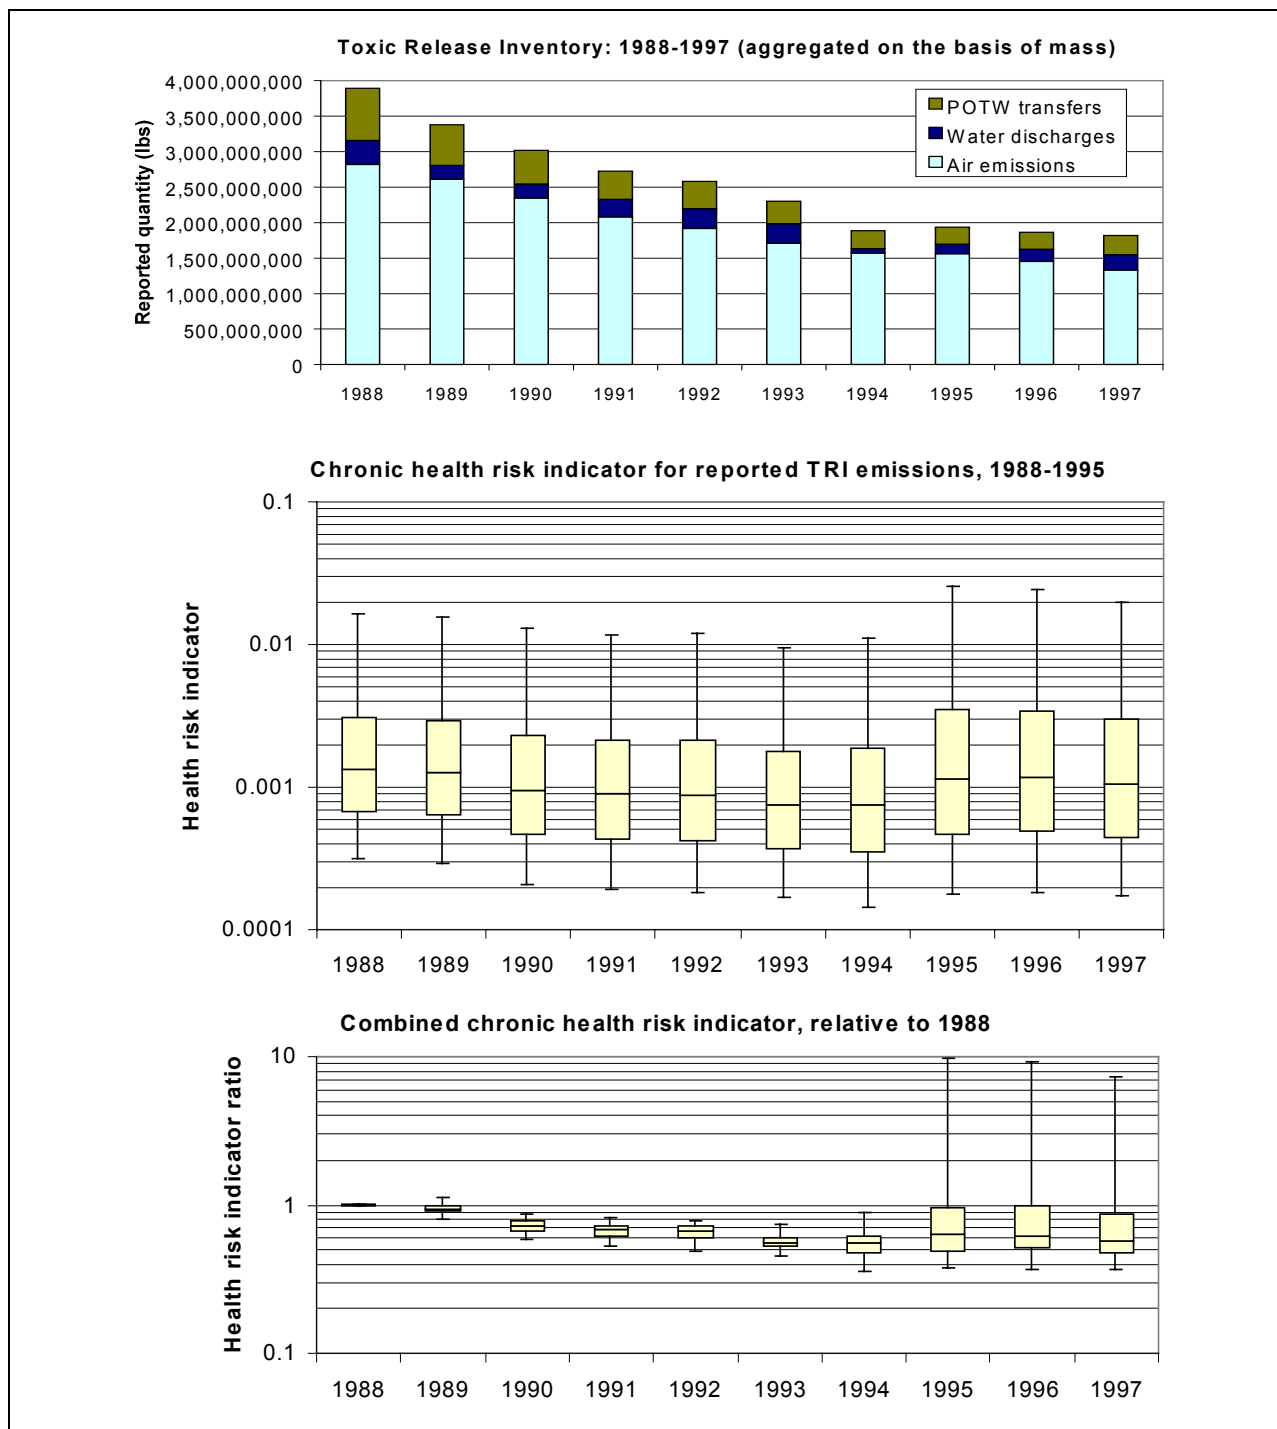 Toxic Release Inventory: 1988-1997 (aggregated on the basis of mass)
Reported quantity (lbs)
4,000,000,000
3,500,000,000
3,000,000,000
2,500,000,000
2,000,000,000
1,500,000,000
1,000,000,000
500,000,000
0
POTW transfers
Water discharges
Air emissions
1988 1989 1990 1991 1992 1993 1994 1995 1996 1997
Chronic health risk indicator for reported TRI emissions, 1988-1995
Health risk indicator
0.1
0.01
0.001
0.0001
1988 1989 1990 1991 1992 1993 1994 1995 1996 1997
Combined chronic health risk indicator, relative to 1988
Health risk indicator ratio
10
1
0.1
1988 1989 1990 1991 1992 1993 1994 1995 1996 1997